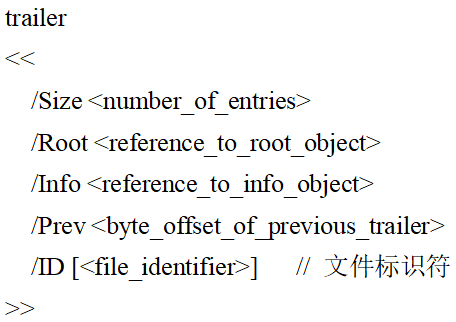 trailer
<<
/Size <number_of_entries>
/Root <reference_to_root_object>
/Info <reference_to_info_object>
/Prev <byte_offset_of_previous_trailer>
/ID [<file_identifier>] // 文件标识符
>>